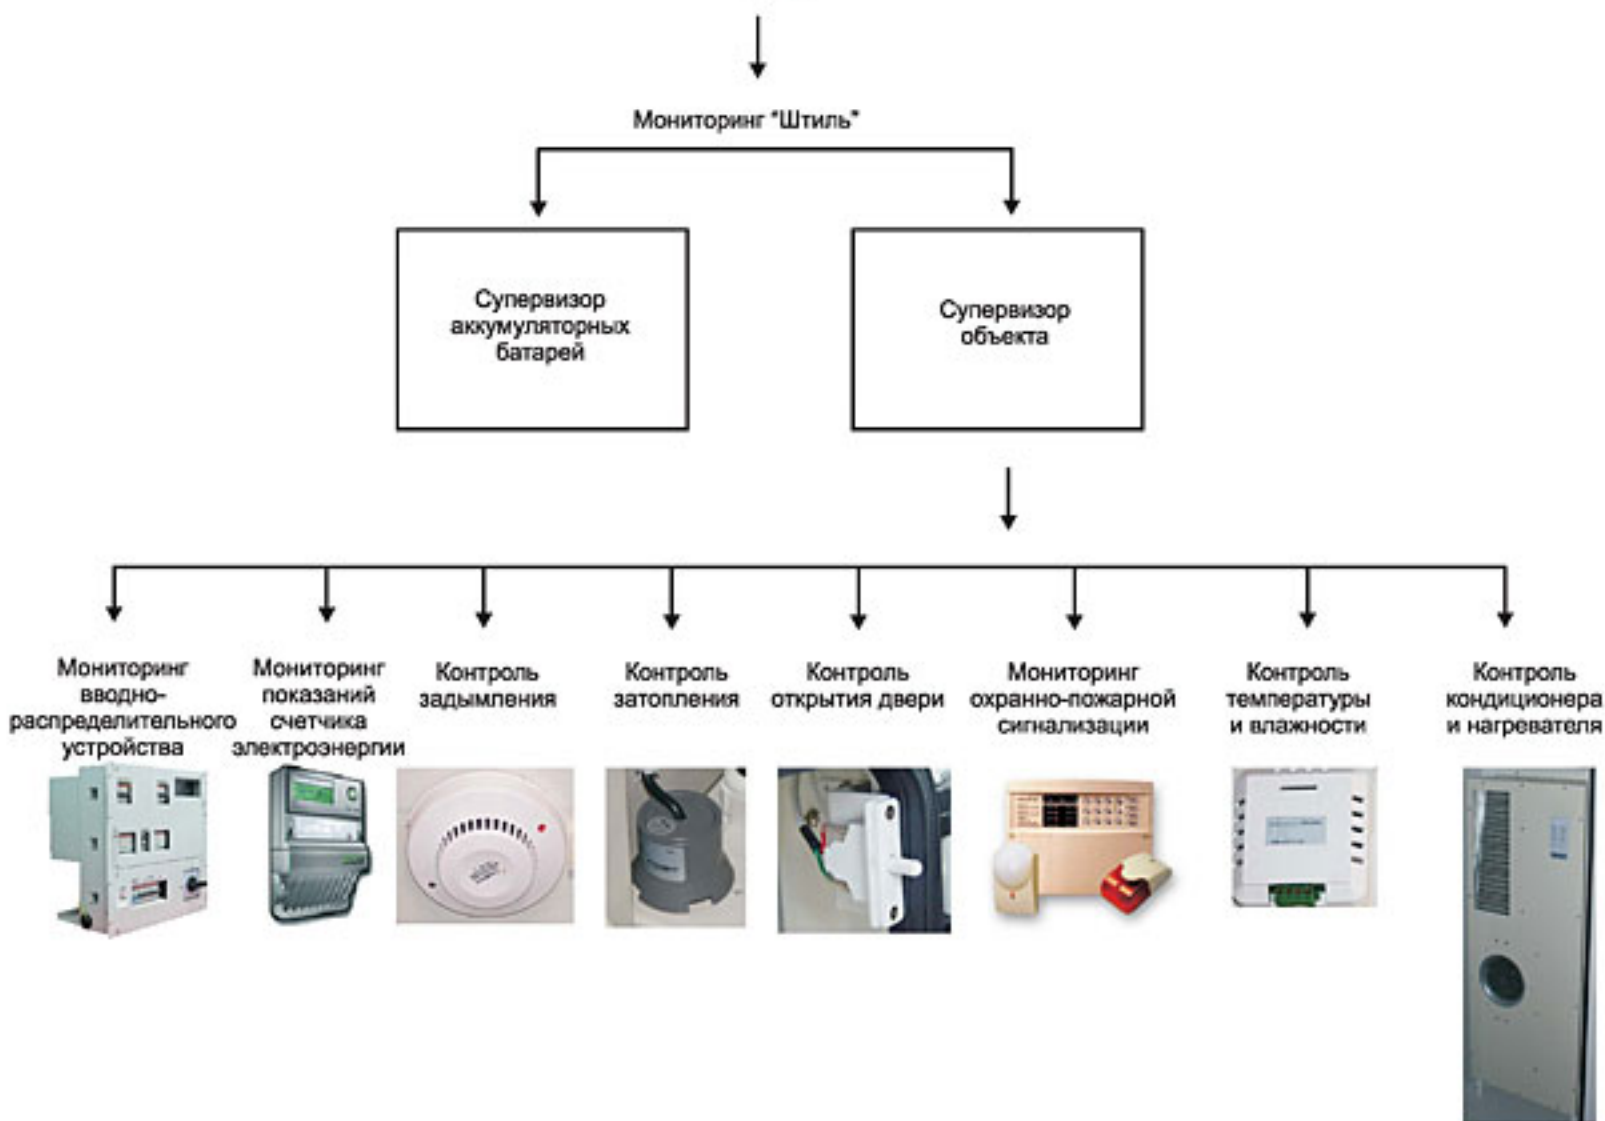 Мониторинг "Штиль"
Супервизор
аккумуляторных
батарей
Супервизор
объекта
Мониторинг
вводно-
распределительного
устройства
Мониторинг
показаний
счетчика
электроэнергии
Контроль
задымления
Контроль
затопления
Контроль
открытия двери
Мониторинг
охранно-пожарной
сигнализации
Контроль
температуры
и влажности
Контроль
кондиционера
и нагревателя